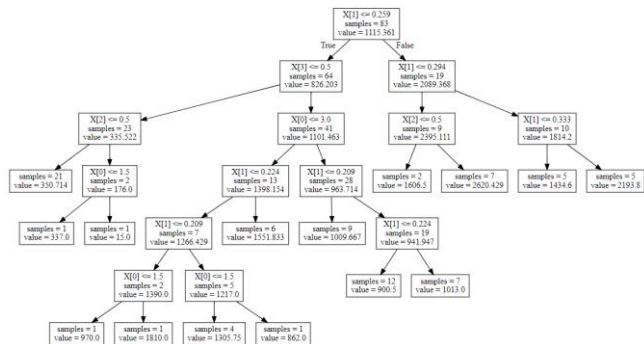 X[1] <= 0.259
samples = 83
value = 1115.361
True
False
X[3] <= 0.5
samples = 64
value = 826.203
X[1] <= 0.294
samples = 19
value = 2089.368
X[2] <= 0.5
samples = 23
value = 335.522
X[0] <= 3.0
samples = 41
value = 1101.463
X[2] <= 0.5
samples = 9
value = 2395.111
X[1] <= 0.333
samples = 10
value = 1814.2
samples = 21
value = 350.714
X[0] <= 1.5
samples = 2
value = 176.0
X[1] <= 0.224
samples = 13
value = 1398.154
X[1] <= 0.209
samples = 28
value = 963.714
samples = 2
value = 1606.5
samples = 7
value = 2620.429
samples = 5
value = 1434.6
samples = 5
value = 2193.8
samples = 1
value = 337.0
samples = 1
value = 15.0
X[1] <= 0.209
samples = 7
value = 1266.429
samples = 6
value = 1551.833
samples = 9
value = 1009.667
X[1] <= 0.224
samples = 19
value = 941.947
X[0] <= 1.5
samples = 2
value = 1390.0
X[0] <= 1.5
samples = 5
value = 1217.0
samples = 12
value = 900.5
samples = 7
value = 1013.0
samples = 1
value = 970.0
samples = 1
value = 1810.0
samples = 4
value = 1305.75
samples = 1
value = 862.0